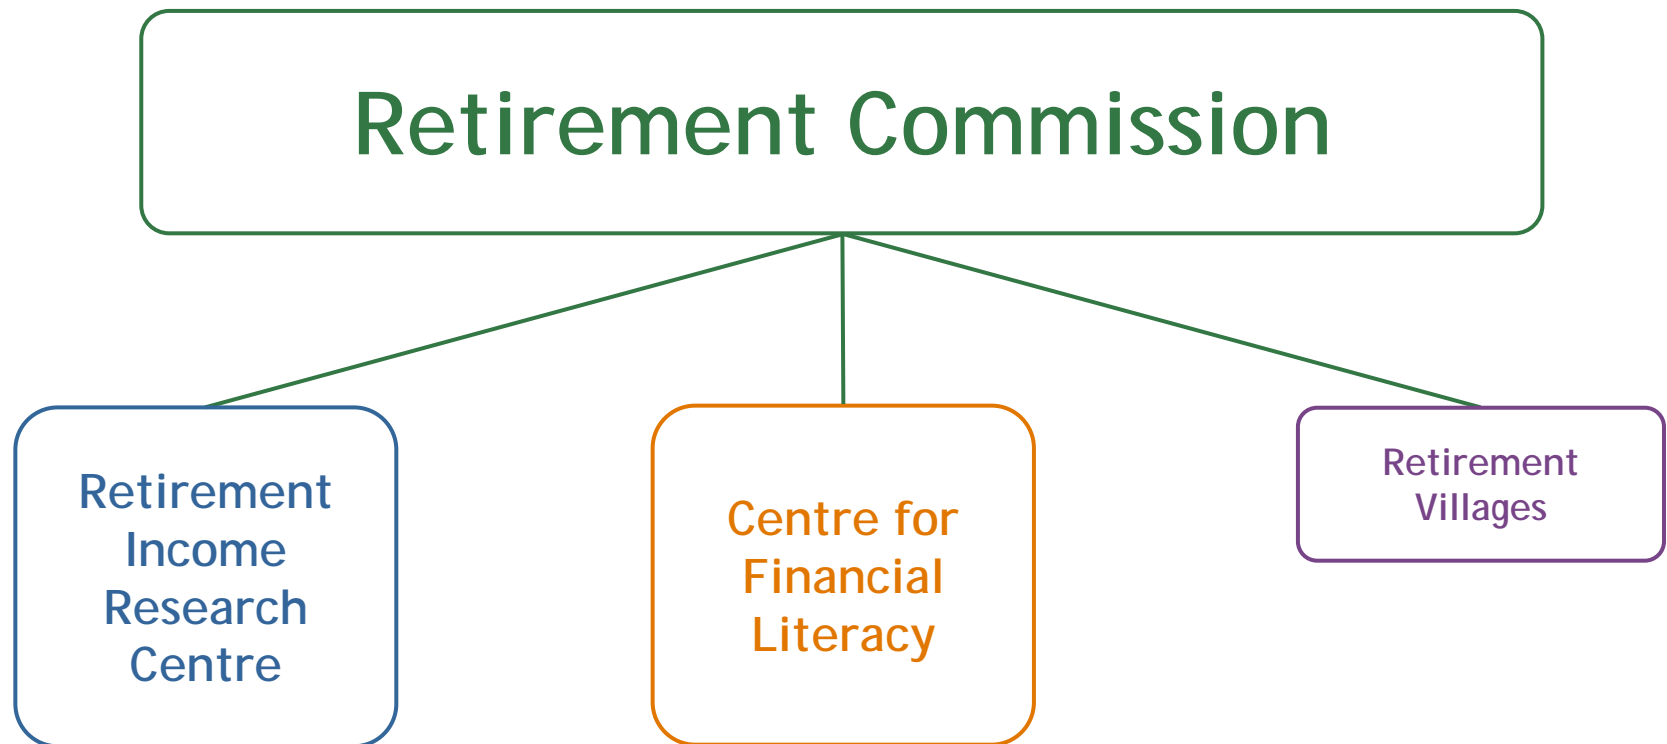 Retirement Commission
Retirement
Income
Research
Centre
Centre for
Financial
Literacy
Retirement
Villages